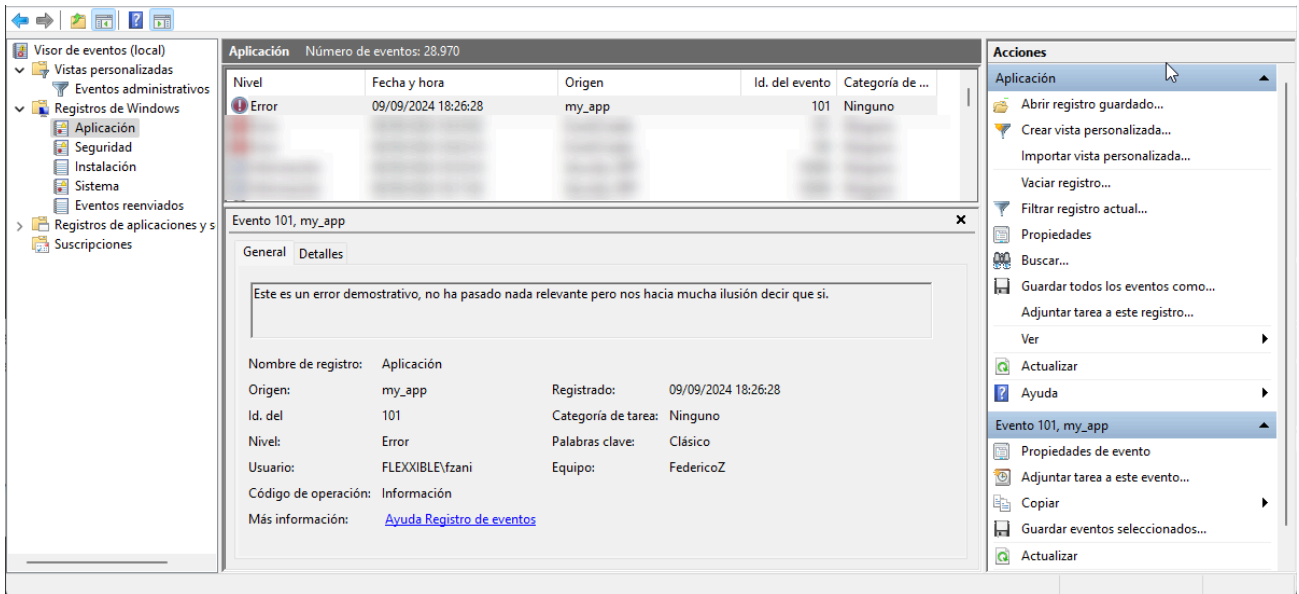 Visor de eventos (local)
Vistas personalizadas
Eventos administrativos
Registros de Windows
Aplicación
Seguridad
Instalación
Sistema
Eventos reenviados
Registros de aplicaciones y s
Suscripciones
Aplicación Número de eventos: 28.970
Nivel Fecha y hora Origen Id. del evento Categoría de ...
Error 09/09/2024 18:26:28 my_app 101 Ninguno
Evento 101, my_app
General Detalles
Este es un error demostrativo, no ha pasado nada relevante pero nos hacia mucha ilusión decir que si.
Nombre de registro: Aplicación
Origen: my_app Registrado: 09/09/2024 18:26:28
Id. del 101 Categoría de tarea: Ninguno
Nivel: Error Palabras clave: Clásico
Usuario: FLEXXIBLE\fzani Equipo: FedericoZ
Código de operación: Información
Más información: Ayuda Registro de eventos
Acciones
Aplicación
Abrir registro guardado...
Crear vista personalizada...
Importar vista personalizada...
Vaciar registro...
Filtrar registro actual...
Propiedades
Buscar...
Guardar todos los eventos como...
Adjuntar tarea a este registro...
Ver
Actualizar
Ayuda
Evento 101, my_app
Propiedades de evento
Adjuntar tarea a este evento...
Copiar
Guardar eventos seleccionados...
Actualizar